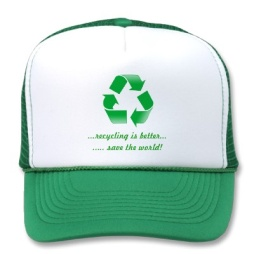 ...recycling is better...
..... save the world!